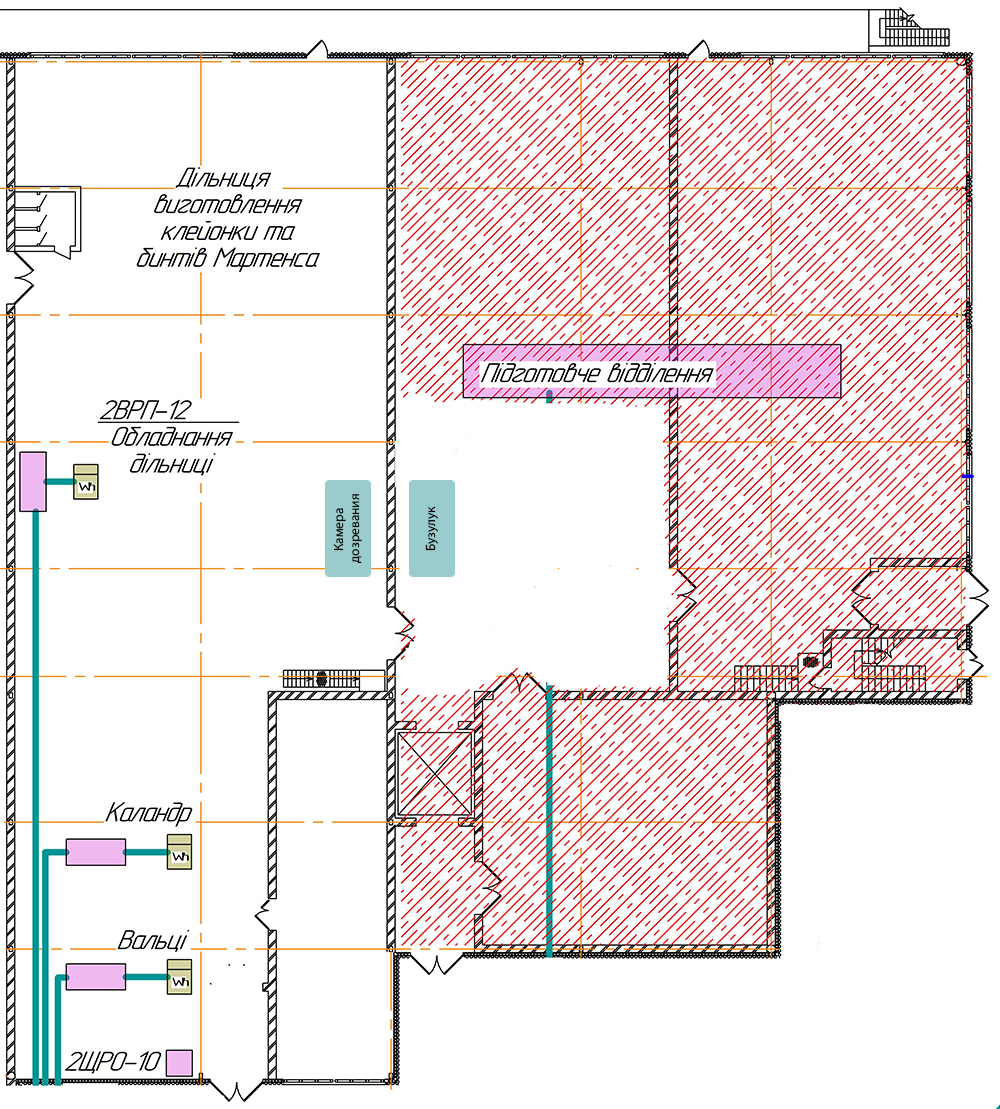 Дільниця
виготовлення
клейонки та
бинтів Мартенса
Підготовче відділення
2ВРП-12
Обладнання
дільниці
Wh
Камера
дозревания
Бузулук
Каландр
Wh
Вальці
Wh
2ЩРО-10